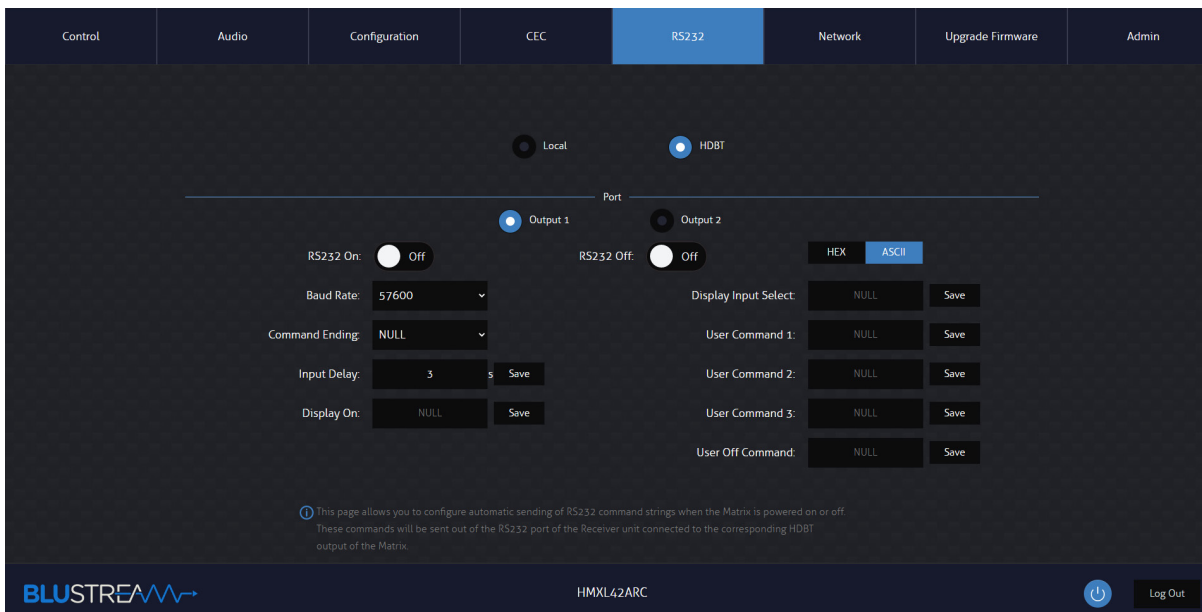 Control Audio Configuration CEC RS232 Network Upgrade Firmware Admin
Local HDBT
Port
Output 1 Output 2
RS232 On: Off RS232 Off: Off HEX ASCII
Baud Rate: 57600 Display Input Select: NULL Save
Command Ending: NULL User Command 1: NULL Save
Input Delay: 3 s Save User Command 2: NULL Save
Display On: NULL Save User Command 3: NULL Save
User Off Command: NULL Save
This page allows you to configure automatic sending of RS232 command strings when the Matrix is powered on or off.
These commands will be sent out of the RS232 port of the Receiver unit connected to the corresponding HDBT
output of the Matrix.
BLUSTREAM HMXL42ARC Log Out